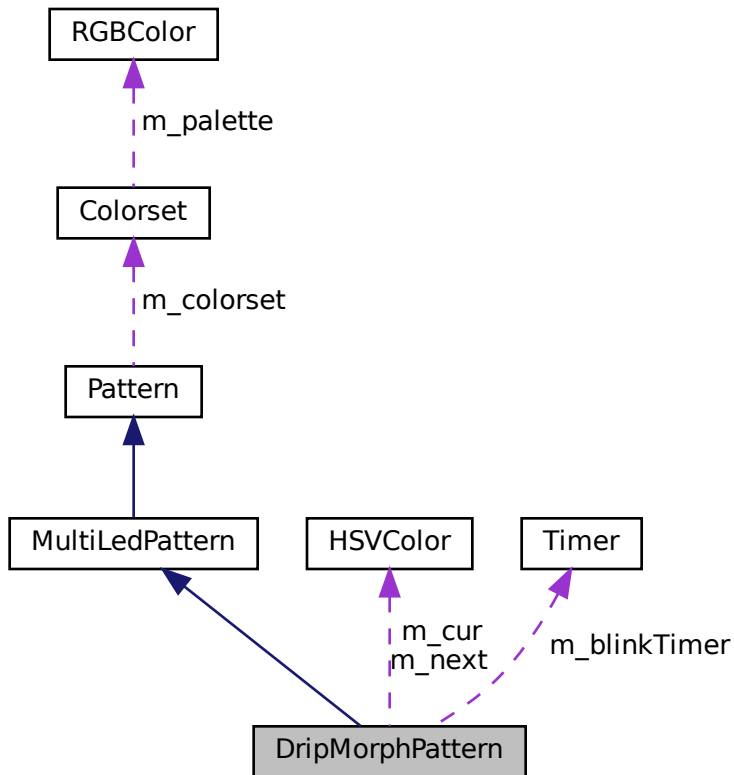 RGBColor
m_palette
Colorset
m_colorset
Pattern
MultiLedPattern
HSVColor
Timer
m_cur
m_next
m_blinkTimer
DripMorphPattern